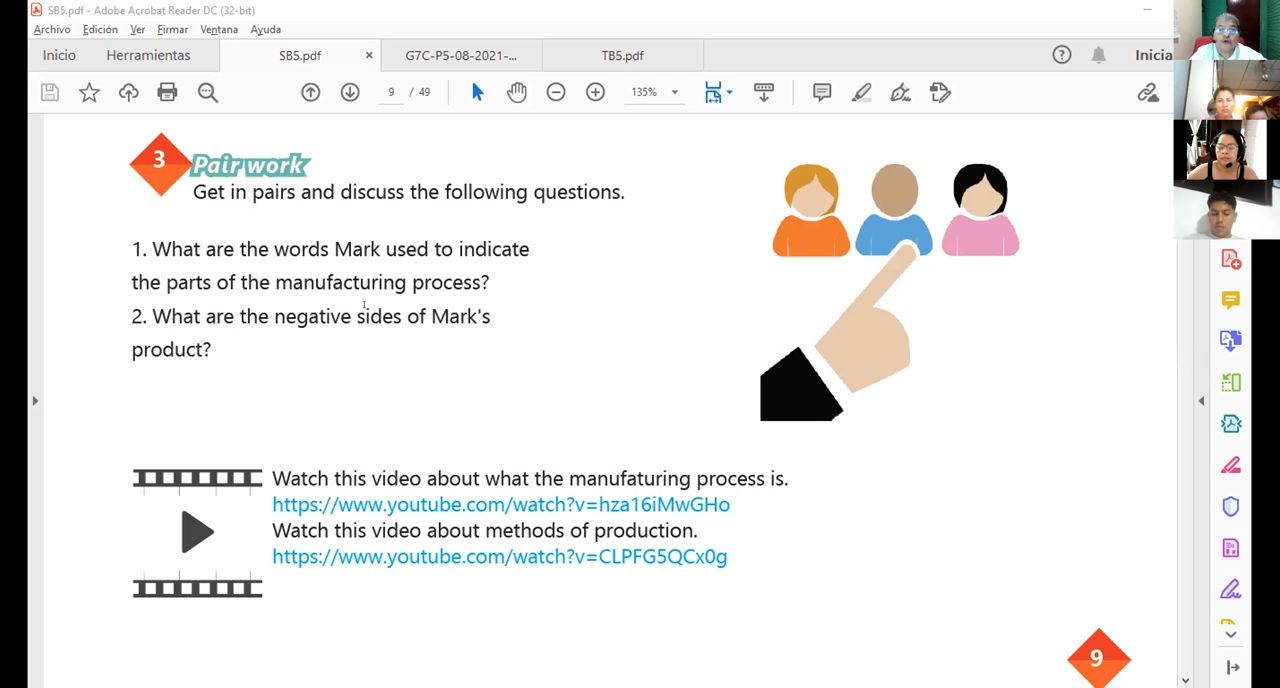 SB5.pdf - Adobe Acrobat Reader DC (32-bit)
Archivo Edición Ver Firmar Ventana Ayuda
Inicio Herramientas SB5.pdf × G7C-P5-08-2021-... TB5.pdf ? Inicia
9 / 49 135%
3 Pair work
Get in pairs and discuss the following questions.
1. What are the words Mark used to indicate
the parts of the manufacturing process?
2. What are the negative sides of Mark's
product?
Watch this video about what the manufaturing process is.
https://www.youtube.com/watch?v=hza16iMwGHo
Watch this video about methods of production.
https://www.youtube.com/watch?v=CLPFG5QCx0g
9